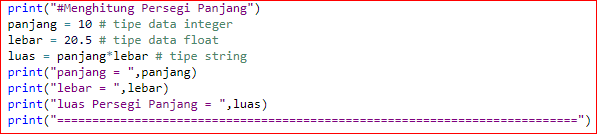 print("#Menghitung Persegi Panjang")
panjang = 10 # tipe data integer
lebar = 20.5 # tipe data float
luas = panjang*lebar # tipe string
print("panjang = ",panjang)
print("lebar = ",lebar)
print("luas Persegi Panjang = ",luas)
print("===========================================================================")